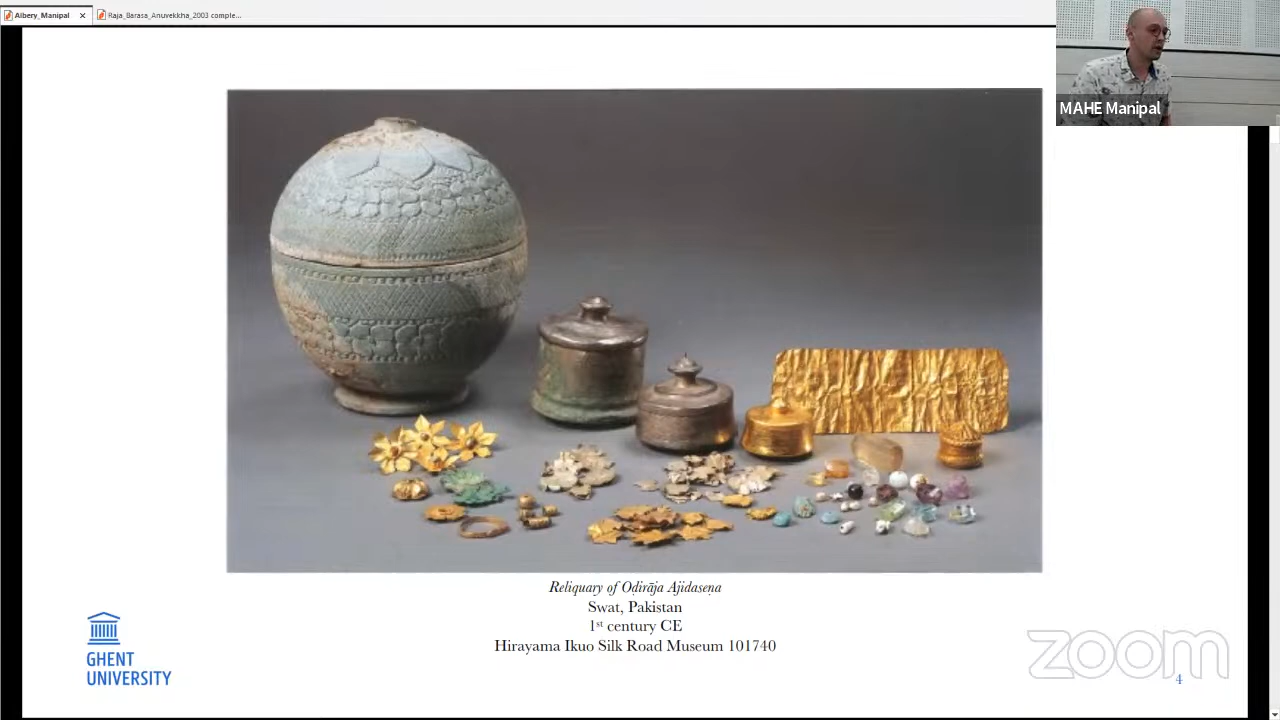 Albery_Manipal
Raja_Barasa_Anuvekkha_2003 comple...
MAHE Manipal
Reliquary of Oḍirāja Ajidaseṇa
Swat, Pakistan
1st century CE
Hirayama Ikuo Silk Road Museum 101740
GHENT
UNIVERSITY
zoom
4